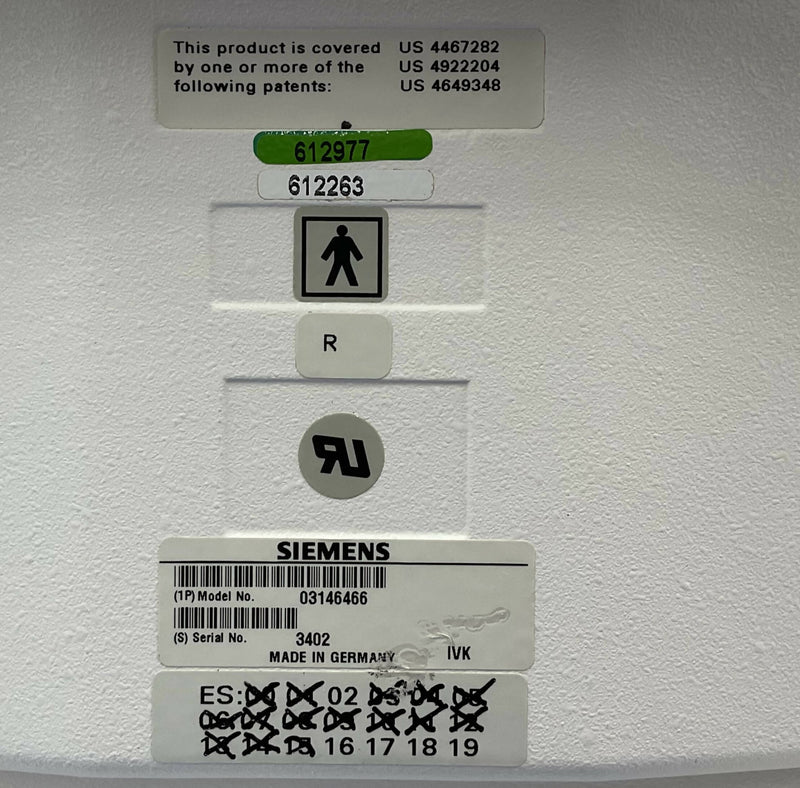 This product is covered US 4467282
by one or more of the US 4922204
following patents: US 4649348
612977
612263
R
SIEMENS
(1P) Model No. 03146466
(S) Serial No. 3402
MADE IN GERMANY IVK
ES: 00 01 02 03 04 05
06 07 08 09 10 11 12
13 14 15 16 17 18 19